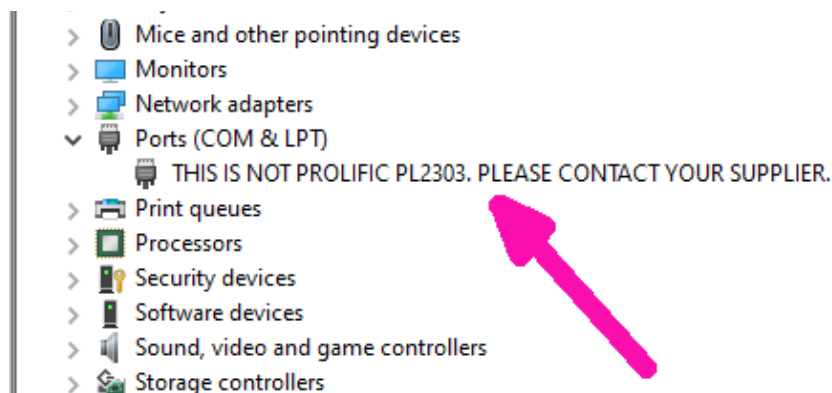 Mice and other pointing devices
Monitors
Network adapters
Ports (COM & LPT)
THIS IS NOT PROLIFIC PL2303. PLEASE CONTACT YOUR SUPPLIER.
Print queues
Processors
Security devices
Software devices
Sound, video and game controllers
Storage controllers